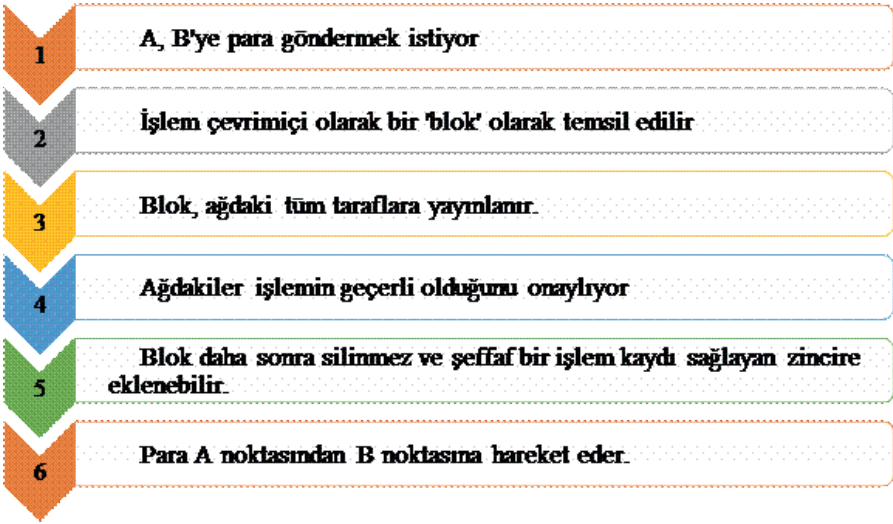 1
A, B'ye para göndermek istiyor
2
İşlem çevrimiçi olarak bir 'blok' olarak temsil edilir
3
Blok, ağdaki tüm taraflara yayınlanır.
4
Ağdakiler işlemin geçerli olduğunu onaylıyor
5
Blok daha sonra silinmez ve şeffaf bir işlem kaydı sağlayan zincire
eklenebilir.
6
Para A noktasından B noktasına hareket eder.